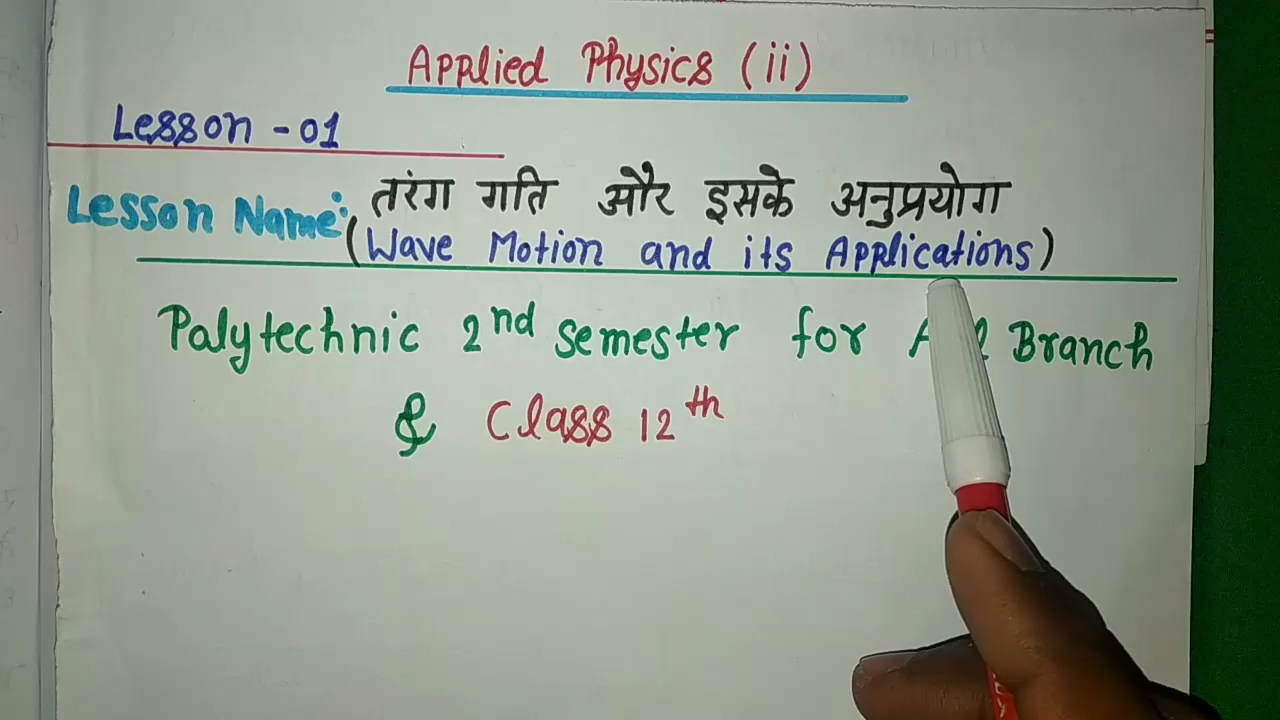 Applied Physics (ii)
Lesson - 01
Lesson Name: तरंग गति और इसके अनुप्रयोग
(Wave Motion and its Applications)
Palytechnic 2nd semester for Branch
& Class 12th